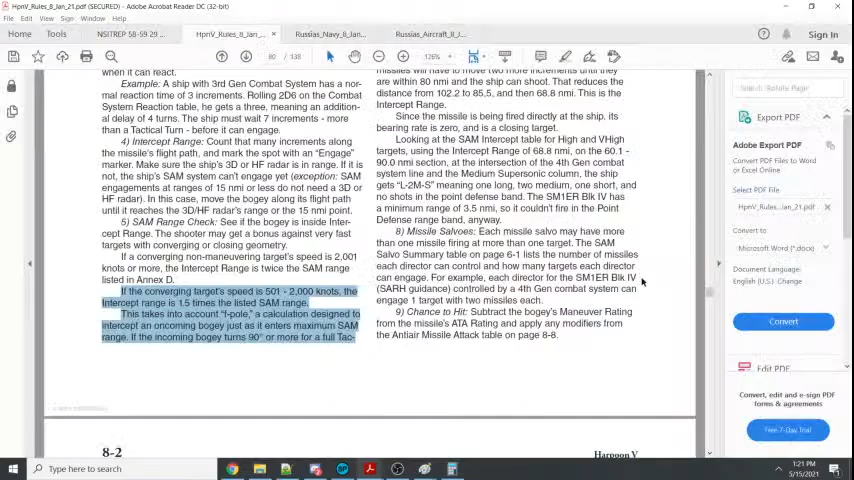 HpnV_Rules_8_Jan_21.pdf (SECURED) - Adobe Acrobat Reader DC (32-bit)
File Edit View Sign Window Help
Home Tools NSITREP 58-59 29 ... HpnV_Rules_8_Jan_... × Russias_Navy_8_Jan... Russias_Aircraft_8_J... Sign In
80 / 138 126%
when it can react.
Example: A ship with 3rd Gen Combat System has a nor-
mal reaction time of 3 increments. Rolling 2D6 on the Combat
System Reaction table, he gets a three, meaning an addition-
al delay of 4 turns. The ship must wait 7 increments - more
than a Tactical Turn - before it can engage.
4) Intercept Range: Count that many increments along
the missile's flight path, and mark the spot with an "Engage"
marker. Make sure the ship's 3D or HF radar is in range. If it
is not, the ship's SAM system can't engage yet (exception: SAM
engagements at ranges of 15 nmi or less do not need a 3D or
HF radar). In this case, move the bogey along its flight path
until it reaches the 3D/HF radar's range or the 15 nmi point.
5) SAM Range Check: See if the bogey is inside Inter-
cept Range. The shooter may get a bonus against very fast
targets with converging or closing geometry.
If a converging non-maneuvering target's speed is 2,001
knots or more, the Intercept Range is twice the SAM range
listed in Annex D.
If the converging target's speed is 501 - 2,000 knots, the
Intercept range is 1.5 times the listed SAM range.
This takes into account "f-pole," a calculation designed to
intercept an oncoming bogey just as it enters maximum SAM
range. If the incoming bogey turns 90° or more for a full Tac-
missiles will have to move two more increments until they
are within 80 nmi and the ship can shoot. That reduces the
distance from 102.2 to 85.5, and then 68.8 nmi. This is the
Intercept Range.
Since the missile is being fired directly at the ship, its
bearing rate is zero, and is a closing target.
Looking at the SAM Intercept table for High and VHigh
targets, using the Intercept Range of 68.8 nmi, on the 60.1 -
90.0 nmi section, at the intersection of the 4th Gen combat
system line and the Medium Supersonic column, the ship
gets "L-2M-S" meaning one long, two medium, one short, and
no shots in the point defense band. The SM1ER Blk IV has
a minimum range of 3.5 nmi, so it couldn't fire in the Point
Defense range band, anyway.
8) Missile Salvoes: Each missile salvo may have more
than one missile firing at more than one target. The SAM
Salvo Summary table on page 6-1 lists the number of missiles
each director can control and how many targets each director
can engage. For example, each director for the SM1ER Blk IV
(SARH guidance) controlled by a 4th Gen combat system can
engage 1 target with two missiles each.
9) Chance to Hit: Subtract the bogey's Maneuver Rating
from the missile's ATA Rating and apply any modifiers from
the Antiair Missile Attack table on page 8-8.
8-2 Harpoon V
Search 'Rotate Page'
Export PDF
Adobe Export PDF
Convert PDF Files to Word
or Excel Online
Select PDF File
HpnV_Rules...an_21.pdf ×
Convert to
Microsoft Word (*.docx)
Document Language:
English (U.S.) Change
Convert
Edit PDF
Convert, edit and e-sign PDF
forms & agreements
Free 7-Day Trial
Type here to search
1:21 PM
5/15/2021